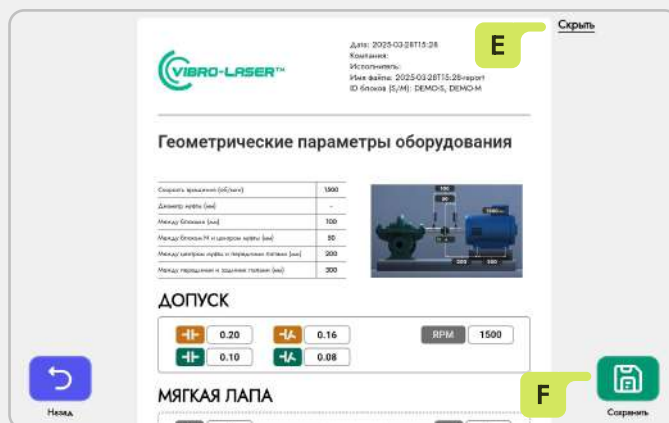 E
Скрыть
VIBRO-LASER™
Дата: 2025-03-28T15:28
Компания:
Исполнитель:
Имя файла: 2025-03-28T15:28-report
ID блоков (S/M): DEMO-S, DEMO-M
Геометрические параметры оборудования
Скорость вращения (об/мин) 1500
Диаметр муфты (мм) -
Между блоками (мм) 100
Между блоком М и центром муфты (мм) 50
Между центром муфты и передними лапами (мм) 200
Между передними и задними лапами (мм) 300
100
50
ДОПУСК
0.20 0.16 RPM 1500
0.10 0.08
Назад
МЯГКАЯ ЛАПА
F
Сохранить